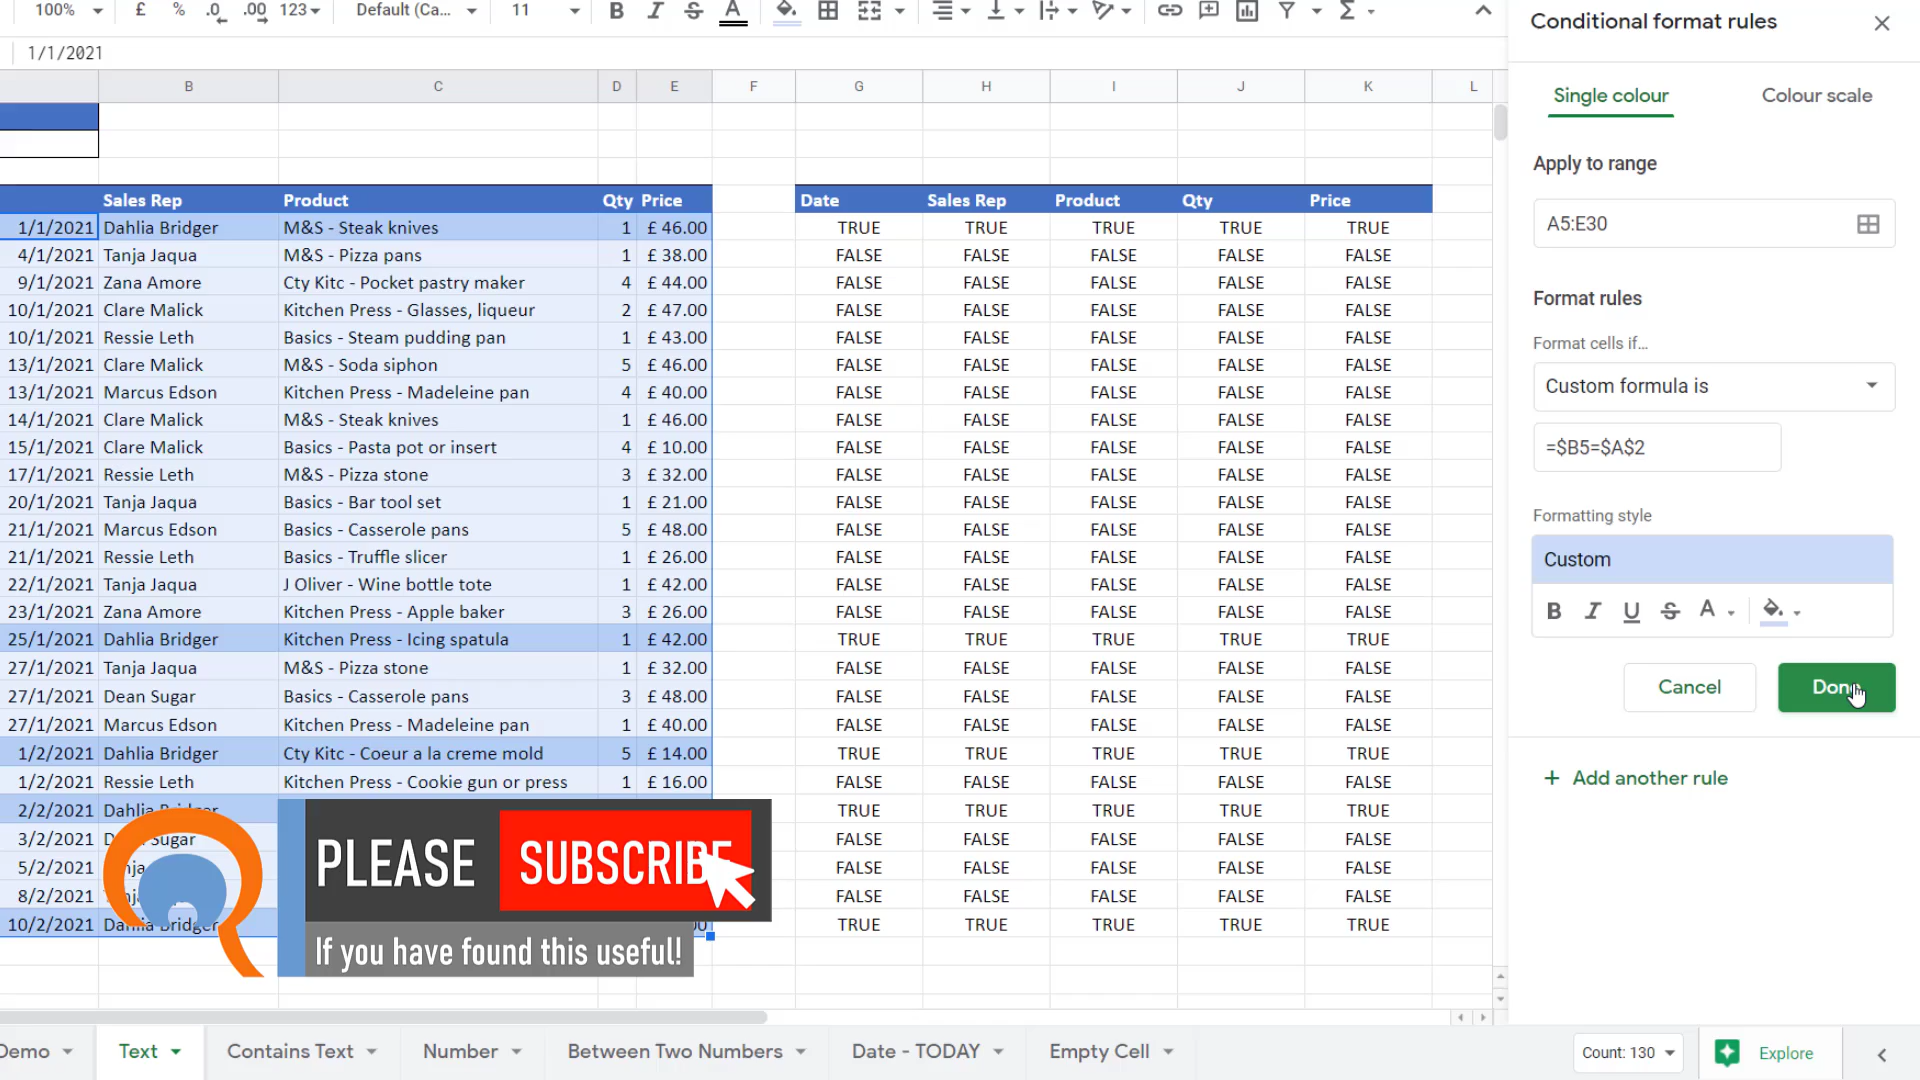 100% £ % .0 .00 123 Default (Ca... 11 B I S A Σ
1/1/2021
B C D E F G H I J K L
Sales Rep Product Qty Price Date Sales Rep Product Qty Price
1/1/2021 Dahlia Bridger M&S - Steak knives 1 £ 46.00 TRUE TRUE TRUE TRUE TRUE
4/1/2021 Tanja Jaqua M&S - Pizza pans 1 £ 38.00 FALSE FALSE FALSE FALSE FALSE
9/1/2021 Zana Amore Cty Kitc - Pocket pastry maker 4 £ 44.00 FALSE FALSE FALSE FALSE FALSE
10/1/2021 Clare Malick Kitchen Press - Glasses, liqueur 2 £ 47.00 FALSE FALSE FALSE FALSE FALSE
10/1/2021 Ressie Leth Basics - Steam pudding pan 1 £ 43.00 FALSE FALSE FALSE FALSE FALSE
13/1/2021 Clare Malick M&S - Soda siphon 5 £ 46.00 FALSE FALSE FALSE FALSE FALSE
13/1/2021 Marcus Edson Kitchen Press - Madeleine pan 4 £ 40.00 FALSE FALSE FALSE FALSE FALSE
14/1/2021 Clare Malick M&S - Steak knives 1 £ 46.00 FALSE FALSE FALSE FALSE FALSE
15/1/2021 Clare Malick Basics - Pasta pot or insert 4 £ 10.00 FALSE FALSE FALSE FALSE FALSE
17/1/2021 Ressie Leth M&S - Pizza stone 3 £ 32.00 FALSE FALSE FALSE FALSE FALSE
20/1/2021 Tanja Jaqua Basics - Bar tool set 1 £ 21.00 FALSE FALSE FALSE FALSE FALSE
21/1/2021 Marcus Edson Basics - Casserole pans 5 £ 48.00 FALSE FALSE FALSE FALSE FALSE
21/1/2021 Ressie Leth Basics - Truffle slicer 1 £ 26.00 FALSE FALSE FALSE FALSE FALSE
22/1/2021 Tanja Jaqua J Oliver - Wine bottle tote 1 £ 42.00 FALSE FALSE FALSE FALSE FALSE
23/1/2021 Zana Amore Kitchen Press - Apple baker 3 £ 26.00 FALSE FALSE FALSE FALSE FALSE
25/1/2021 Dahlia Bridger Kitchen Press - Icing spatula 1 £ 42.00 TRUE TRUE TRUE TRUE TRUE
27/1/2021 Tanja Jaqua M&S - Pizza stone 1 £ 32.00 FALSE FALSE FALSE FALSE FALSE
27/1/2021 Dean Sugar Basics - Casserole pans 3 £ 48.00 FALSE FALSE FALSE FALSE FALSE
27/1/2021 Marcus Edson Kitchen Press - Madeleine pan 1 £ 40.00 FALSE FALSE FALSE FALSE FALSE
1/2/2021 Dahlia Bridger Cty Kitc - Coeur a la creme mold 5 £ 14.00 TRUE TRUE TRUE TRUE TRUE
1/2/2021 Ressie Leth Kitchen Press - Cookie gun or press 1 £ 16.00 FALSE FALSE FALSE FALSE FALSE
2/2/2021 Dahlia Bridger TRUE TRUE TRUE TRUE TRUE
3/2/2021 Sugar FALSE FALSE FALSE FALSE FALSE
5/2/2021 FALSE FALSE FALSE FALSE FALSE
8/2/2021 FALSE FALSE FALSE FALSE FALSE
10/2/2021 Dahlia Bridger TRUE TRUE TRUE TRUE TRUE
PLEASE SUBSCRIBE
If you have found this useful!
Demo Text Contains Text Number Between Two Numbers Date - TODAY Empty Cell Count: 130 Explore
Conditional format rules
Single colour Colour scale
Apply to range
A5:E30
Format rules
Format cells if…
Custom formula is
=$B5=$A$2
Formatting style
Custom
B I U S A
Cancel Done
+ Add another rule